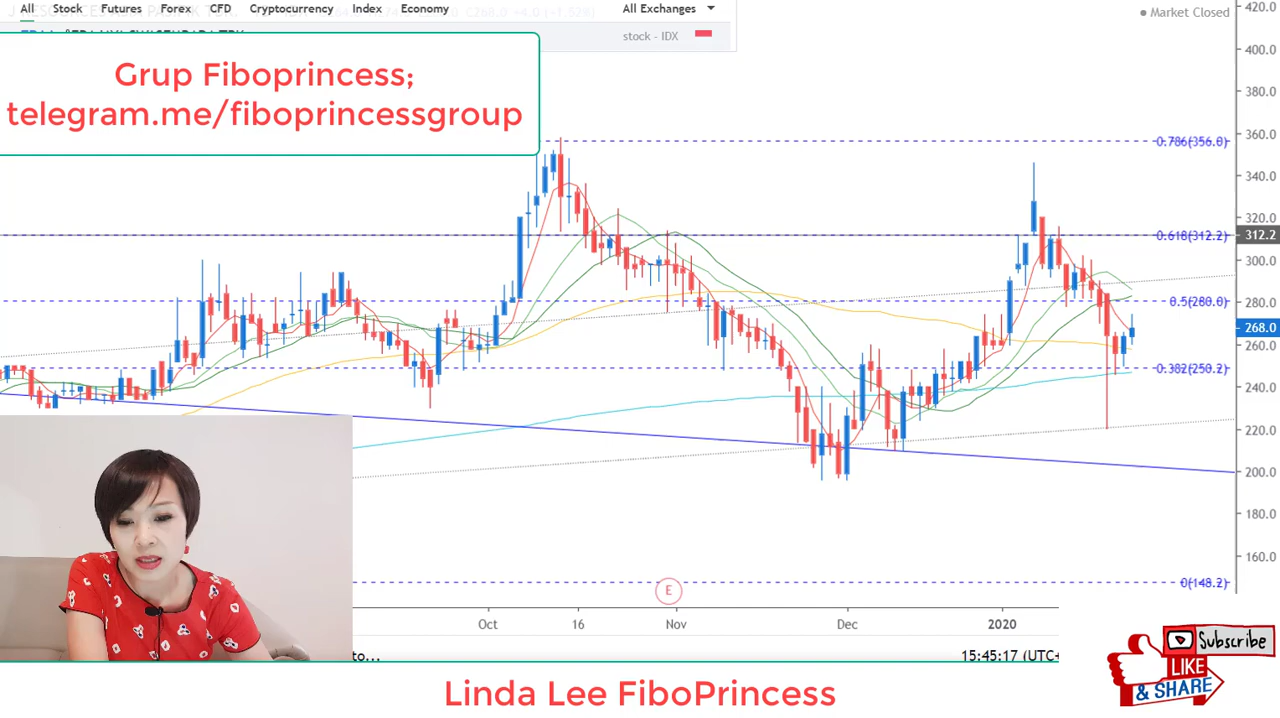 All Stock Futures Forex CFD Cryptocurrency Index Economy All Exchanges
Market Closed
stock - IDX
Grup Fiboprincess;
telegram.me/fiboprincessgroup
420.0
400.0
380.0
360.0
0.786(356.0)
340.0
320.0
0.618(312.2)
312.2
300.0
0.5(280.0)
280.0
268.0
260.0
0.382(250.2)
240.0
220.0
200.0
180.0
160.0
0(148.2)
E
Oct 16 Nov Dec 2020
to...
15:45:17 (UTC+
Subscribe
LIKE
& SHARE
Linda Lee FiboPrincess